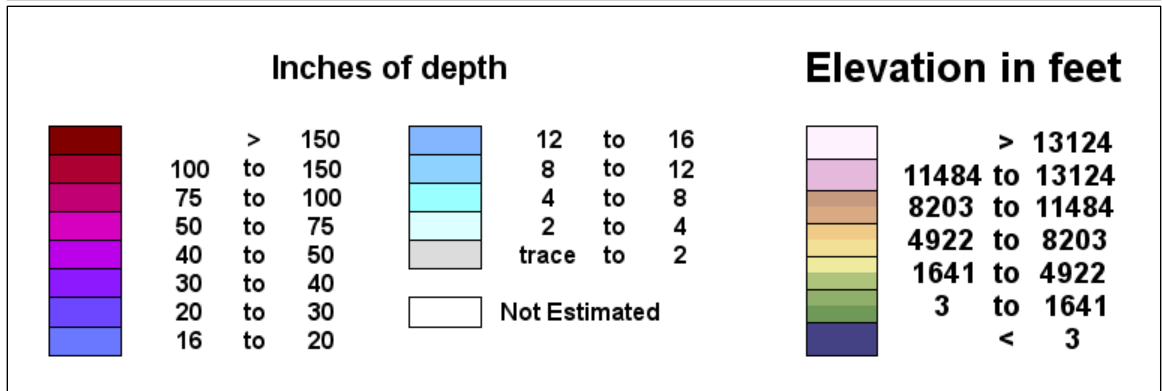 Inches of depth
> 150
100 to 150
75 to 100
50 to 75
40 to 50
30 to 40
20 to 30
16 to 20
12 to 16
8 to 12
4 to 8
2 to 4
trace to 2
Not Estimated
Elevation in feet
> 13124
11484 to 13124
8203 to 11484
4922 to 8203
1641 to 4922
3 to 1641
< 3